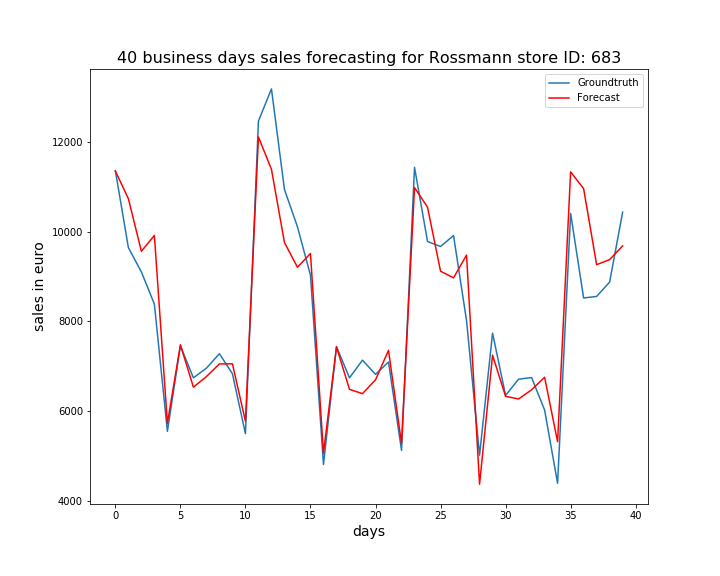 40 business days sales forecasting for Rossmann store ID: 683
Groundtruth
Forecast
12000
10000
8000
6000
4000
sales in euro
0 5 10 15 20 25 30 35 40
days